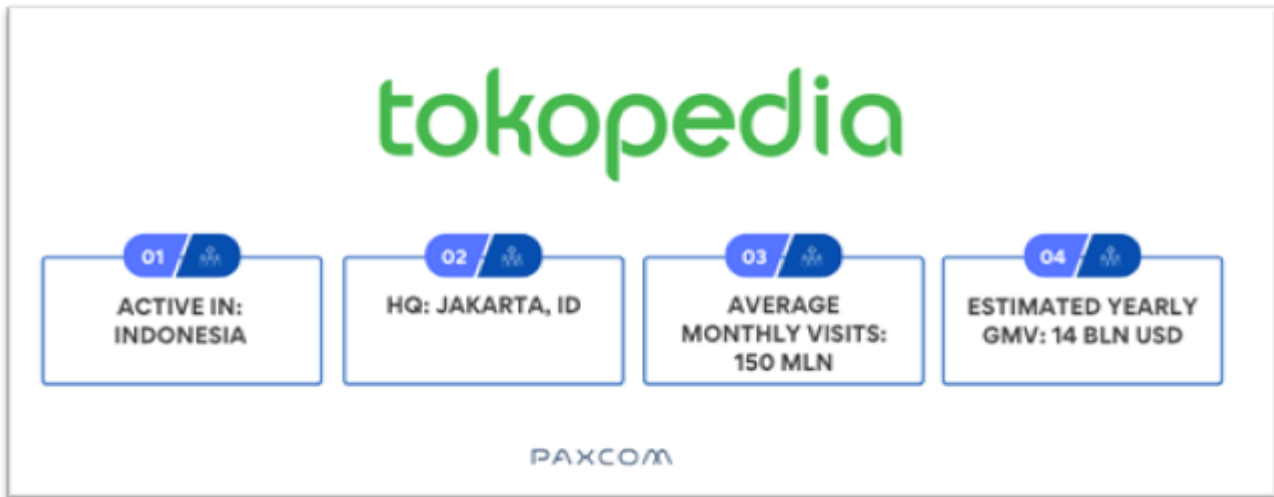 tokopedia
01
ACTIVE IN:
INDONESIA
02
HQ: JAKARTA, ID
03
AVERAGE
MONTHLY VISITS:
150 MLN
04
ESTIMATED YEARLY
GMV: 14 BLN USD
PAXCOM